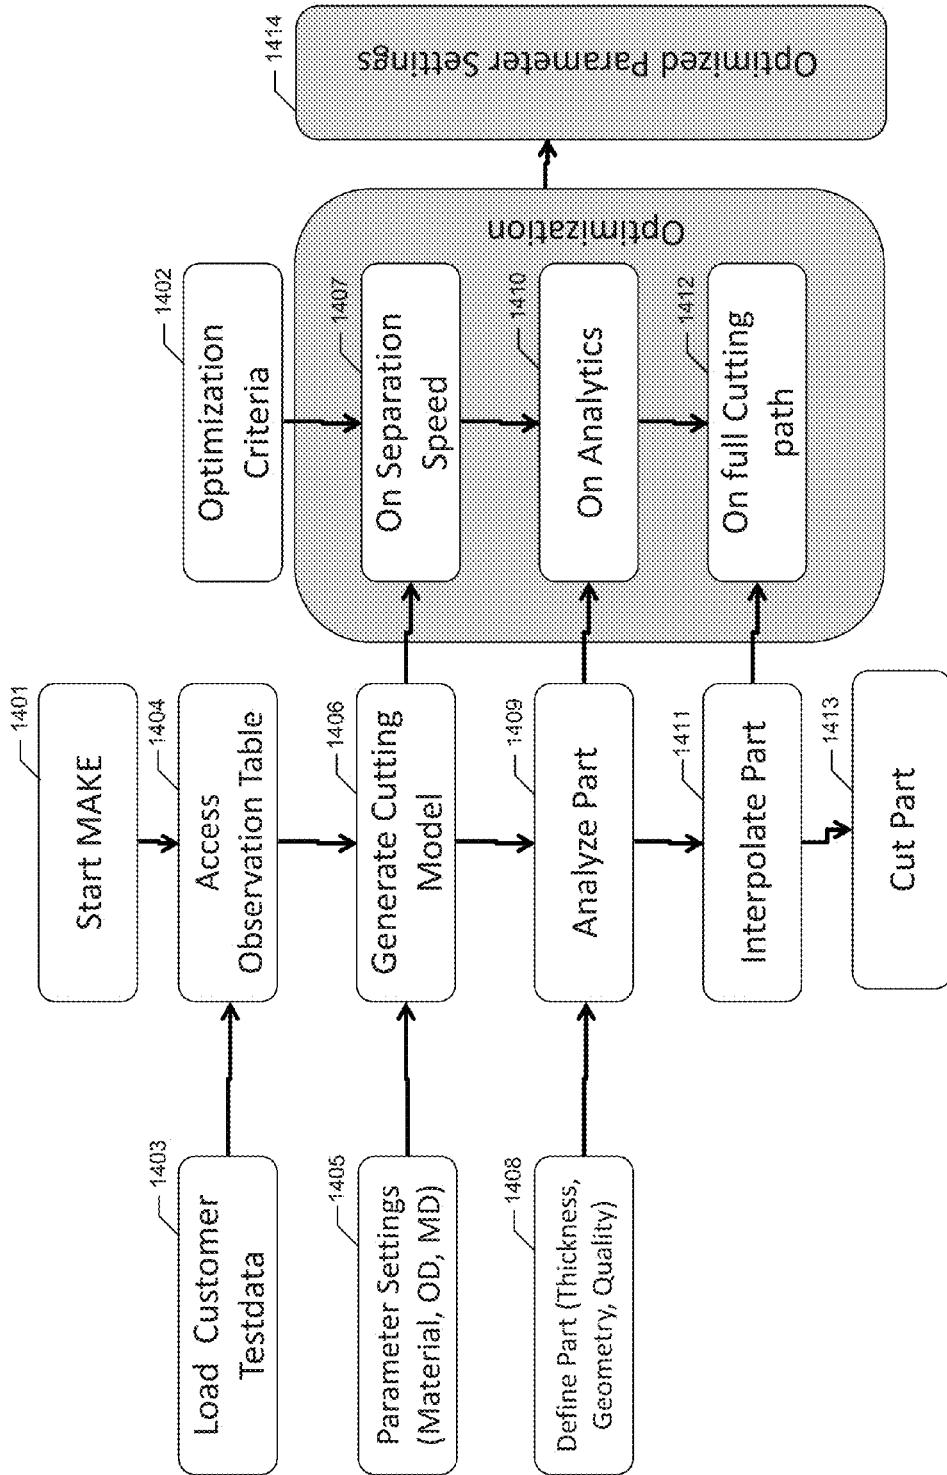 1401
Start MAKE
1402
Optimization
Criteria
1403
Load Customer
Testdata
1404
Access
Observation Table
1405
Parameter Settings
(Material, OD, MD)
1406
Generate Cutting
Model
1407
On Separation
Speed
Optimization
1408
Define Part (Thickness,
Geometry, Quality)
1409
Analyze Part
1410
On Analytics
1411
Interpolate Part
1412
On full Cutting
path
1413
Cut Part
1414
Optimized Parameter Settings